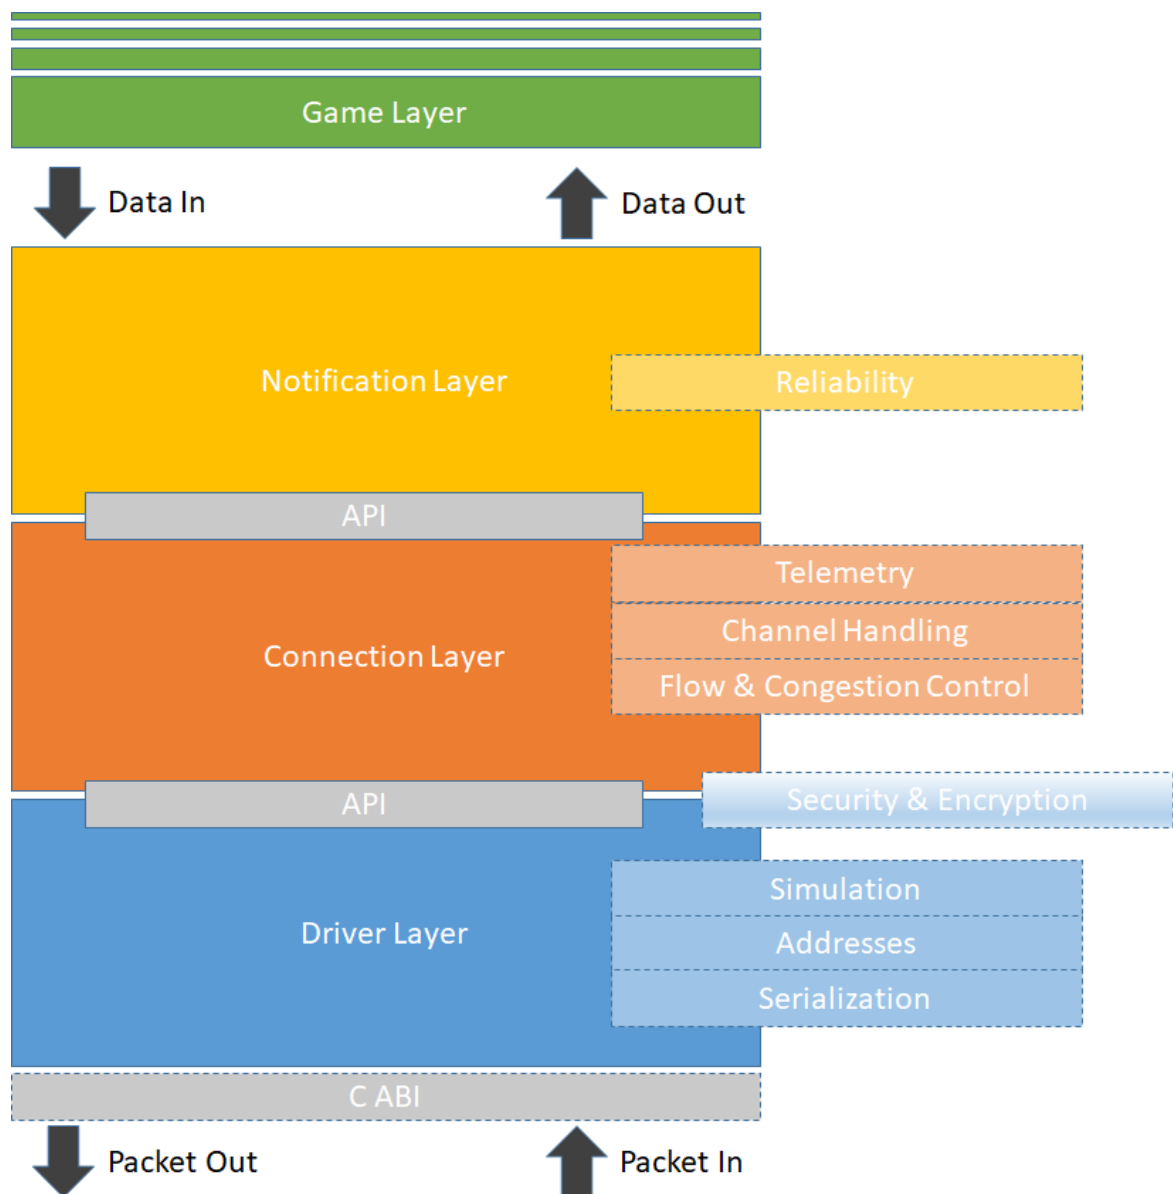 Game Layer
Data In
Data Out
Notification Layer
Reliability
API
Telemetry
Channel Handling
Connection Layer
Flow & Congestion Control
API
Security & Encryption
Simulation
Driver Layer
Addresses
Serialization
C ABI
Packet Out
Packet In